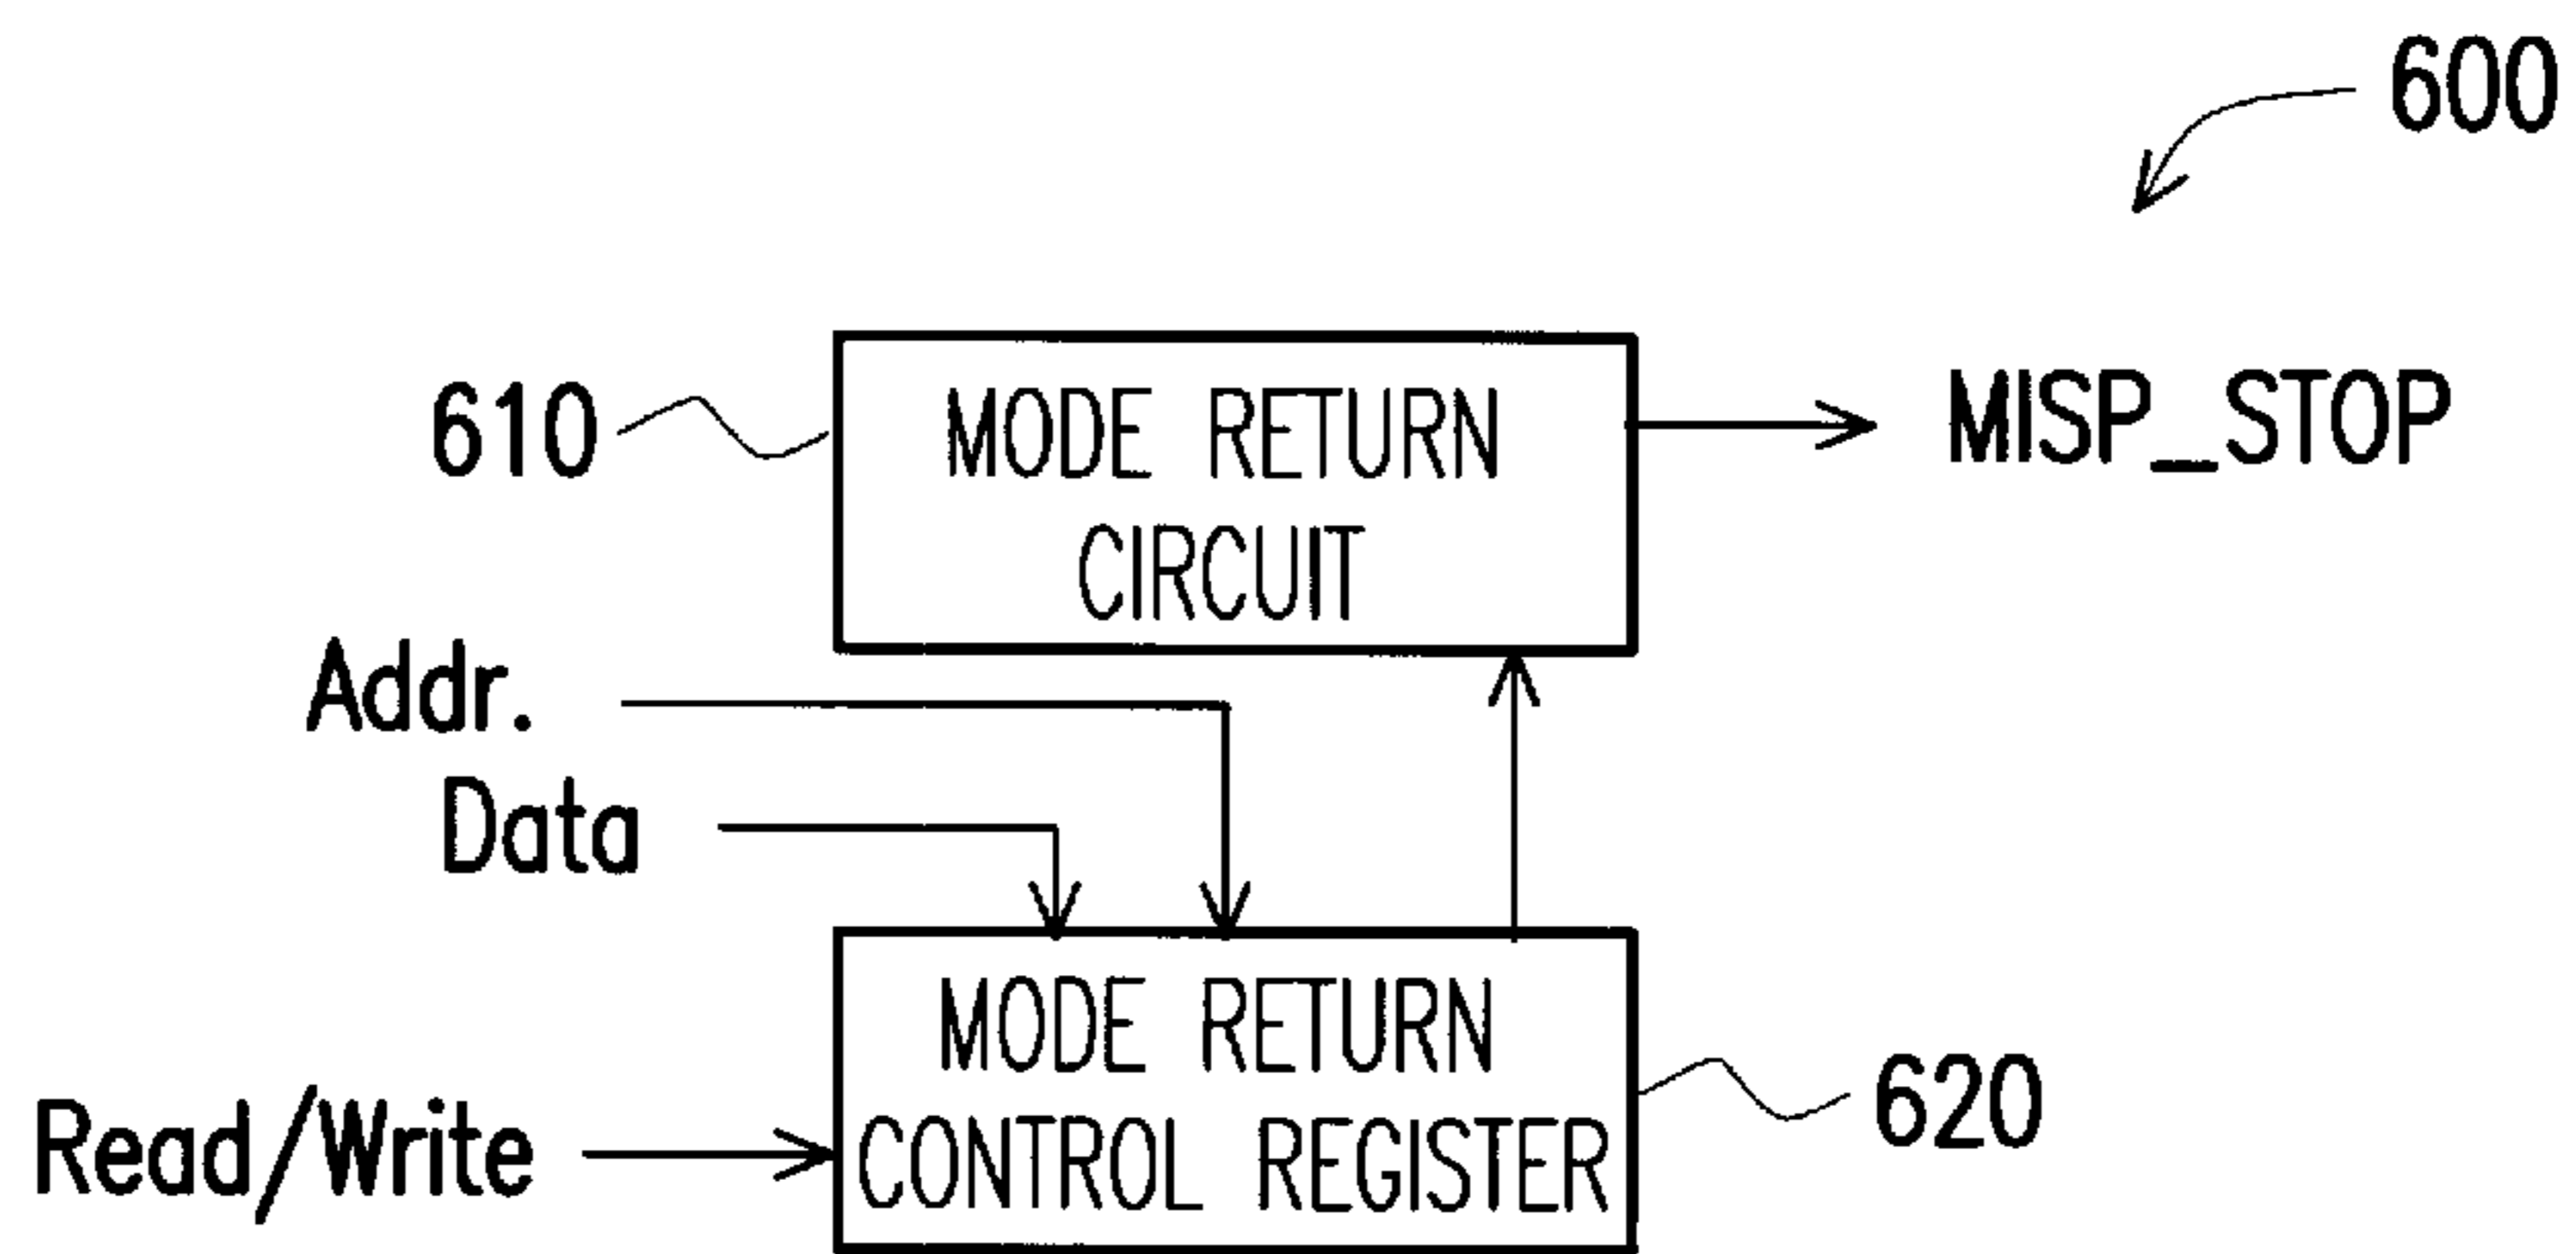 600
610
MODE RETURN
CIRCUIT
MISP_STOP
Addr.
Data
Read/Write
MODE RETURN
CONTROL REGISTER
620